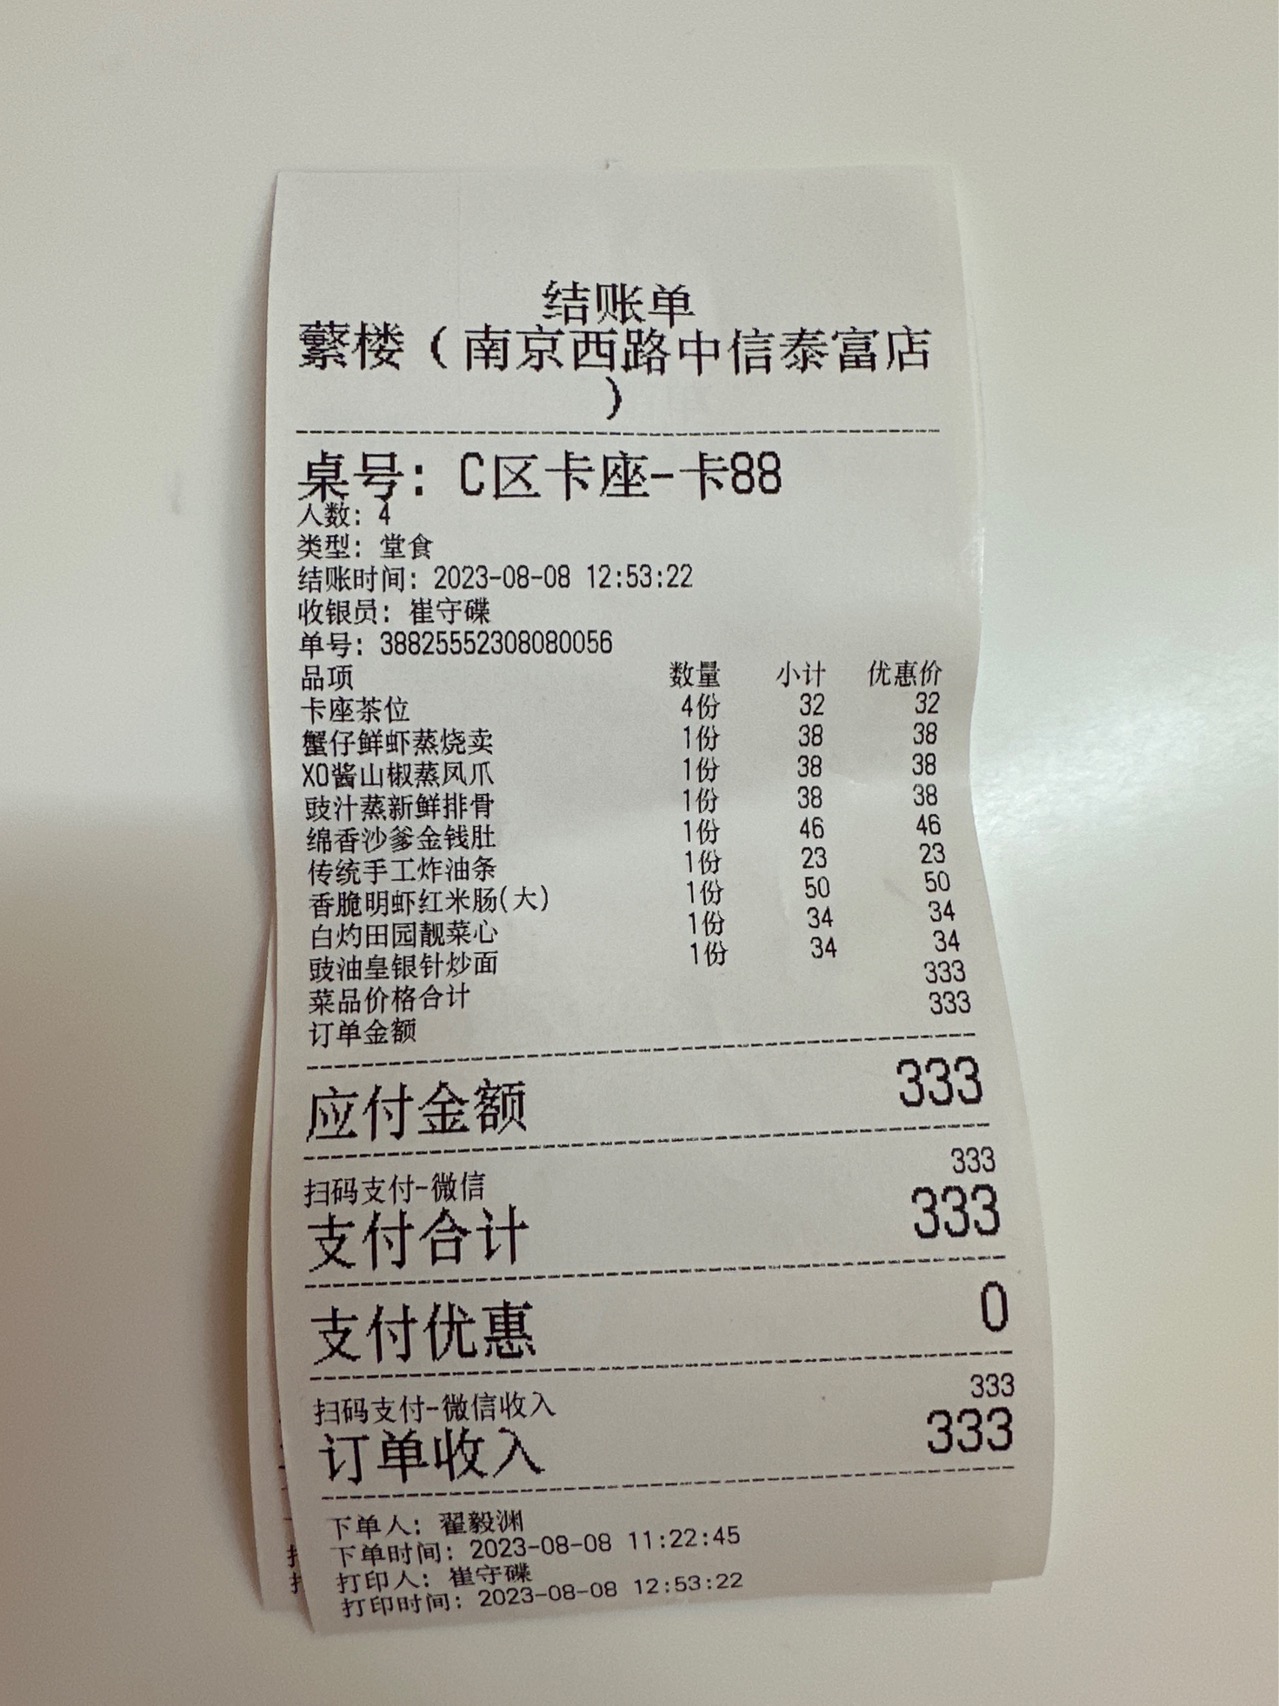 结账单
蘩楼（南京西路中信泰富店
）
桌号：C区卡座-卡88
人数：4
类型：堂食
结账时间：2023-08-08 12:53:22
收银员：崔守碟
单号：38825552308080056
品项 数量 小计 优惠价
卡座茶位 4份 32 32
蟹仔鲜虾蒸烧卖 1份 38 38
XO酱山椒蒸凤爪 1份 38 38
豉汁蒸新鲜排骨 1份 38 38
绵香沙爹金钱肚 1份 46 46
传统手工炸油条 1份 23 23
香脆明虾红米肠(大) 1份 50 50
白灼田园靓菜心 1份 34 34
豉油皇银针炒面 1份 34 34
菜品价格合计 333
订单金额 333
应付金额 333
扫码支付-微信 333
支付合计 333
支付优惠 0
扫码支付-微信收入 333
订单收入 333
下单人：翟毅渊
下单时间：2023-08-08 11:22:45
打印人：崔守碟
打印时间：2023-08-08 12:53:22